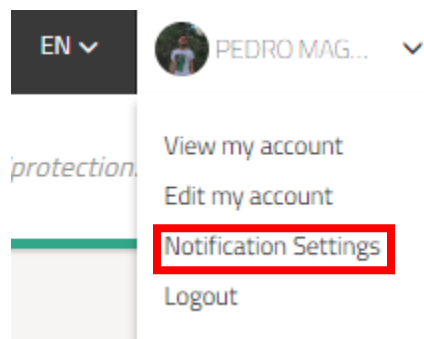 EN
PEDRO MAG...
View my account
protection.
Edit my account
Notification Settings
Logout